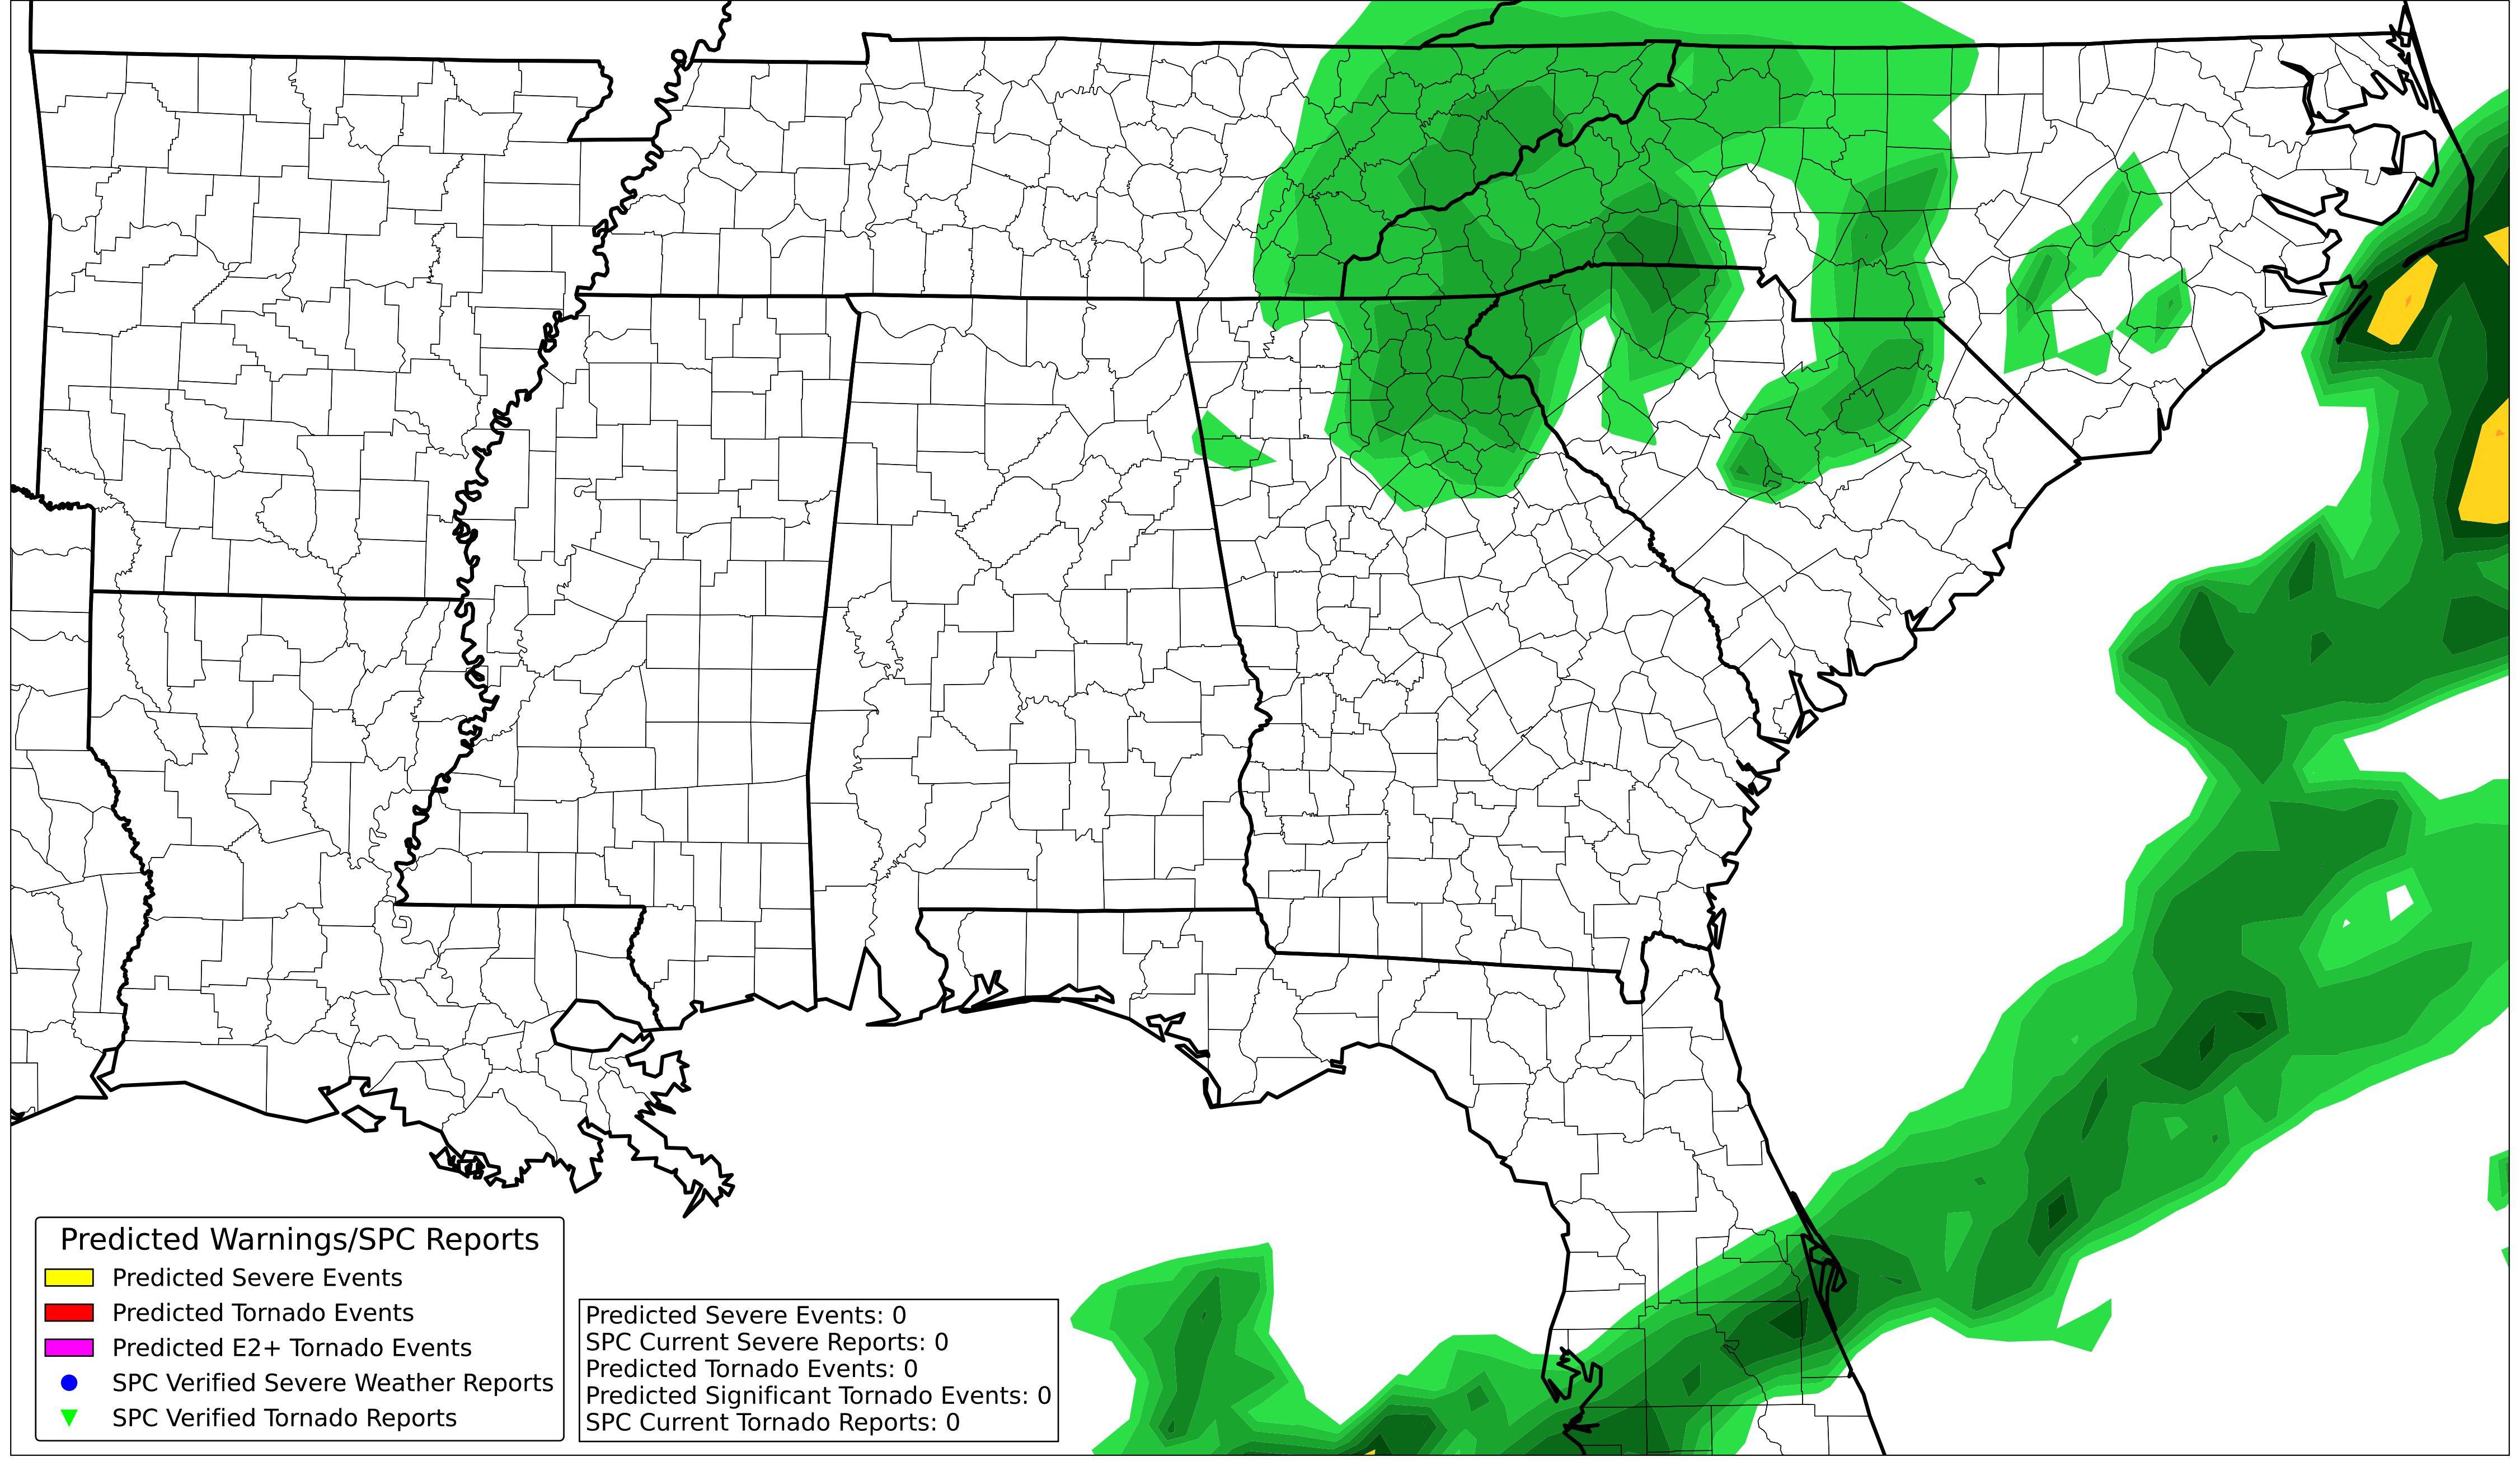 Predicted Warnings/SPC Reports
Predicted Severe Events
Predicted Tornado Events
Predicted E2+ Tornado Events
SPC Verified Severe Weather Reports
SPC Verified Tornado Reports
Predicted Severe Events: 0
SPC Current Severe Reports: 0
Predicted Tornado Events: 0
Predicted Significant Tornado Events: 0
SPC Current Tornado Reports: 0